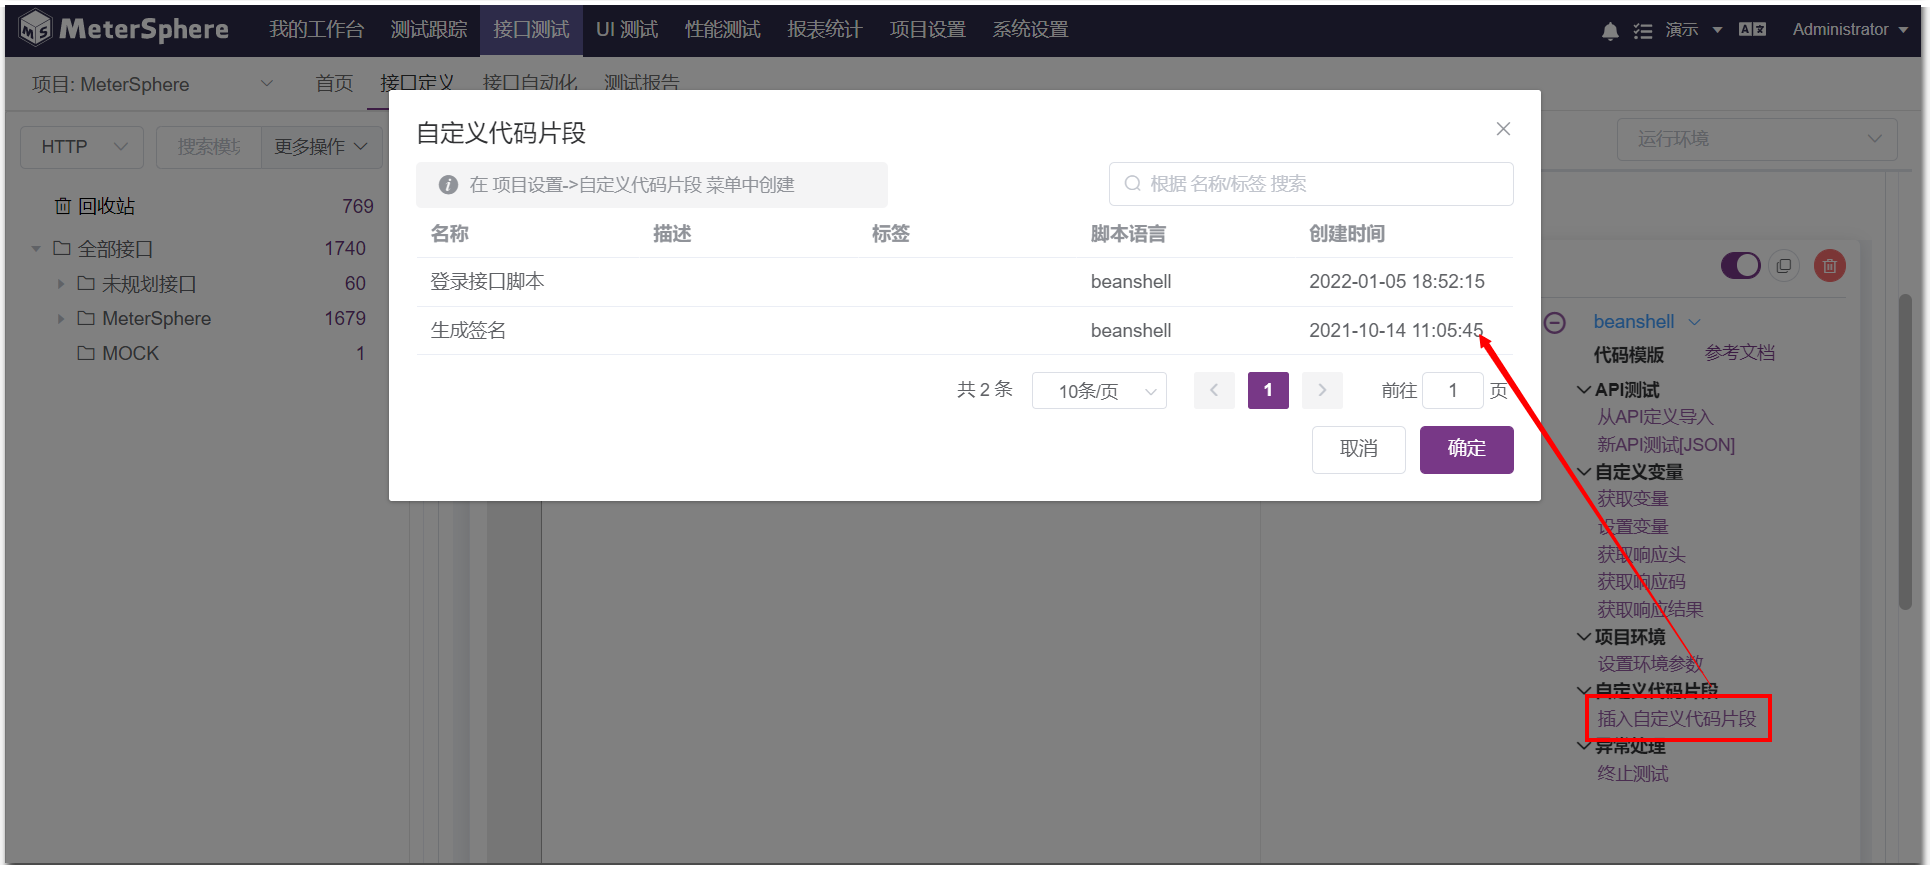 MeterSphere 我的工作台 测试跟踪 接口测试 UI 测试 性能测试 报表统计 项目设置 系统设置 演示 Administrator
项目: MeterSphere 首页 接口定义 接口自动化 测试报告
自定义代码片段
HTTP 搜索模块 更多操作 运行环境
在 项目设置->自定义代码片段 菜单中创建 根据 名称/标签 搜索
回收站 769
名称 描述 标签 脚本语言 创建时间
全部接口 1740
登录接口脚本 beanshell 2022-01-05 18:52:15
未规划接口 60
MeterSphere 1679
生成签名 beanshell 2021-10-14 11:05:45
MOCK 1
共 2 条 10条/页 1 前往 1 页
取消 确定
beanshell
代码模版 参考文档
API测试
从API定义导入
新API测试[JSON]
自定义变量
获取变量
设置变量
获取响应头
获取响应码
获取响应结果
项目环境
设置环境参数
自定义代码片段
插入自定义代码片段
异常处理
终止测试